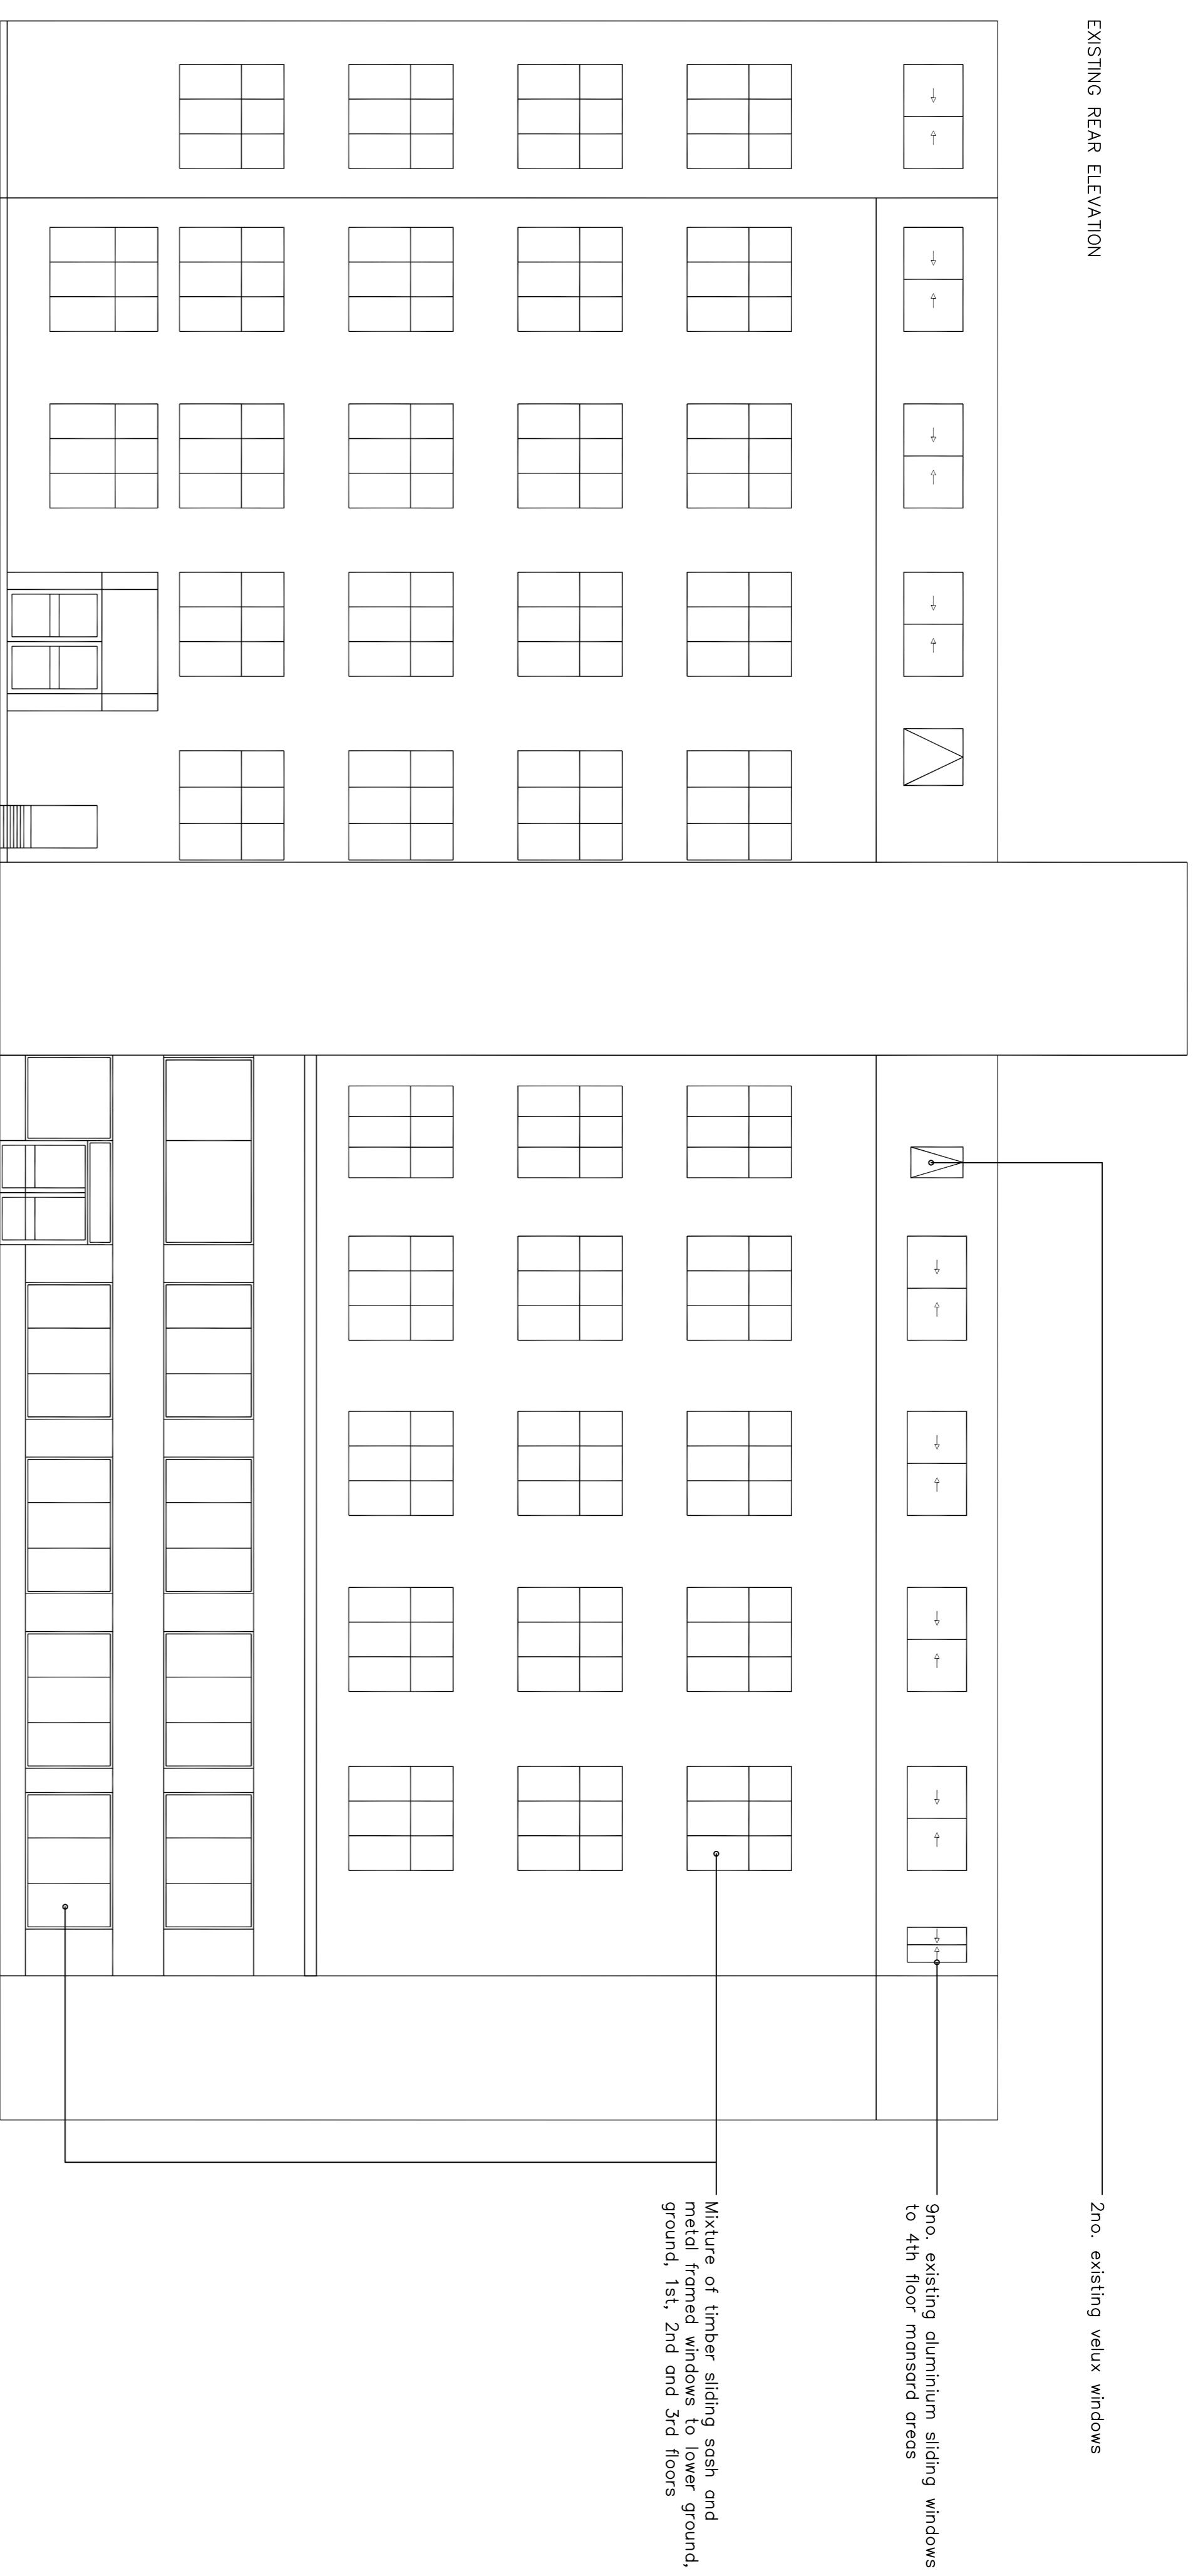 EXISTING REAR ELEVATION
2no. existing velux windows
9no. existing aluminium sliding windows
to 4th floor mansard areas
Mixture of timber sliding sash and
metal framed windows to lower ground,
ground, 1st, 2nd and 3rd floors